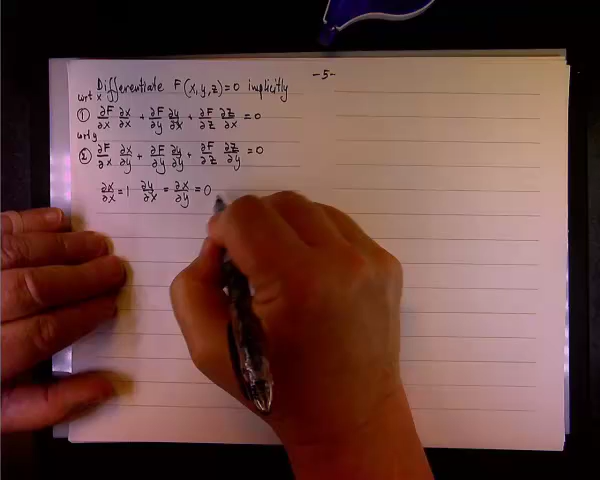 -5-
Differentiate F(x,y,z)=0 implicitly
wrt x
① ∂F/∂x ∂x/∂x + ∂F/∂y ∂y/∂x + ∂F/∂z ∂z/∂x = 0
wrt y
② ∂F/∂x ∂x/∂y + ∂F/∂y ∂y/∂y + ∂F/∂z ∂z/∂y = 0
∂x/∂x = 1 ∂y/∂x = ∂x/∂y = 0